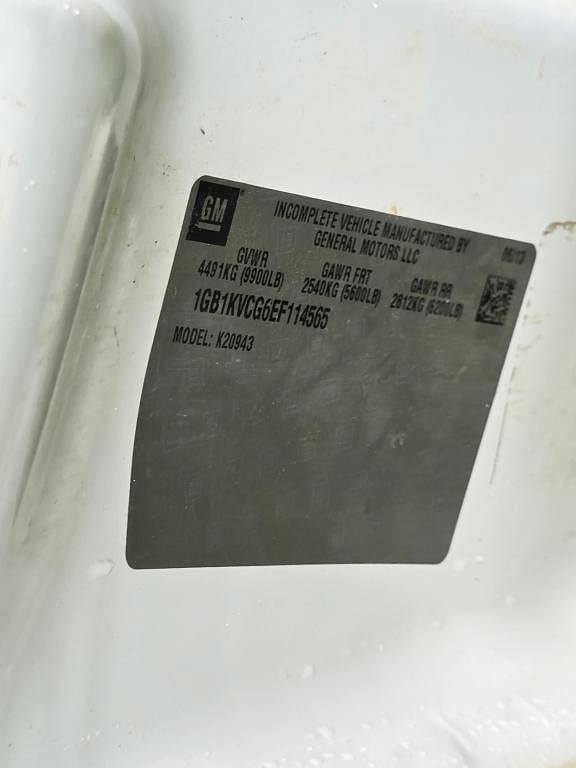 GM
INCOMPLETE VEHICLE MANUFACTURED BY
GENERAL MOTORS LLC
06/13
GVWR
4491KG (9900LB)
GAWR FRT
2540KG (5600LB)
GAWR RR
2812KG (6200LB)
1GB1KVCG6EF114565
MODEL: K20943